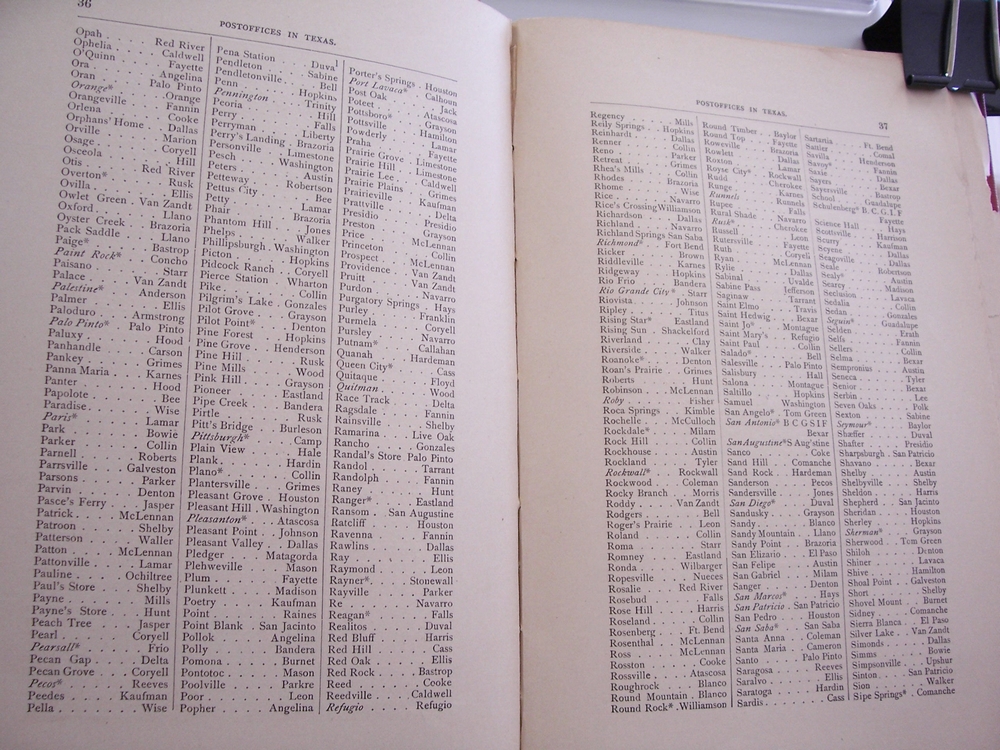 36
POSTOFFICES IN TEXAS.
Opah . . . . Red River
Ophelia . . . . Caldwell
O'Quinn . . . . Fayette
Ora . . . . Angelina
Oran . . . . Palo Pinto
Orange* . . . . Orange
Orangeville . . . . Fannin
Orlena . . . . Cooke
Orphans' Home . . Dallas
Orville . . . . Marion
Osage . . . . Coryell
Osceola . . . . Hill
Otis . . . . Red River
Overton* . . . . Rusk
Ovilla . . . . Ellis
Owlet Green . Van Zandt
Oxford . . . . Llano
Oyster Creek . . Brazoria
Pack Saddle . . . Llano
Paige* . . . . Bastrop
Paint Rock* . . . Concho
Paisano . . . . Starr
Palace . . . . Van Zandt
Palestine* . . . Anderson
Palmer . . . . Ellis
Paloduro . . . Armstrong
Palo Pinto* . . Palo Pinto
Paluxy . . . . Hood
Panhandle . . . Carson
Pankey . . . . Grimes
Panna Maria . . . Karnes
Panter . . . . Hood
Papolote . . . . Bee
Paradise . . . . Wise
Paris* . . . . Lamar
Park . . . . Bowie
Parker . . . . Collin
Parnell . . . . Roberts
Parrsville . . . Galveston
Parsons . . . . Parker
Parvin . . . . Denton
Pasce's Ferry . . . Jasper
Patrick . . . . McLennan
Patroon . . . . Shelby
Patterson . . . . Waller
Patton . . . . McLennan
Pattonville . . . Lamar
Pauline . . . . Ochiltree
Paul's Store . . . Shelby
Payne . . . . Mills
Payne's Store . . . Hunt
Peach Tree . . . Jasper
Pearl . . . . Coryell
Pearsall* . . . . Frio
Pecan Gap . . . Delta
Pecan Grove . . . Coryell
Pecos* . . . . Reeves
Peedes . . . . Kaufman
Pella . . . . Wise
Pena Station . . . Duval
Pendleton . . . . Sabine
Pendletonville . . . Bell
Penn . . . . Hopkins
Pennington . . . Trinity
Peoria . . . . Hill
Perry . . . . Falls
Perryman . . . . Liberty
Perry's Landing . Brazoria
Personville . . Limestone
Pesch . . . . Washington
Peters . . . . Austin
Petteway . . . Robertson
Pettus City . . . . Bee
Petty . . . . Lamar
Phair . . . . Brazoria
Phantom Hill . . . Jones
Phelps . . . . Walker
Phillipsburgh . Washington
Picton . . . . Hopkins
Pidcock Ranch . . Coryell
Pierce Station . . Wharton
Pike . . . . Collin
Pilgrim's Lake . Gonzales
Pilot Grove . . . Grayson
Pilot Point* . . . Denton
Pine Forest . . . Hopkins
Pine Grove . . Henderson
Pine Hill . . . . Rusk
Pine Mills . . . . Wood
Pink Hill . . . . Grayson
Pioneer . . . . Eastland
Pipe Creek . . . Bandera
Pirtle . . . . Rusk
Pitt's Bridge . . Burleson
Pittsburgh* . . . Camp
Plain View . . . . Hale
Plank . . . . Hardin
Plano* . . . . Collin
Plantersville . . . Grimes
Pleasant Grove . Houston
Pleasant Hill . Washington
Pleasanton* . . Atascosa
Pleasant Point . . Johnson
Pleasant Valley . . Dallas
Pledger . . . Matagorda
Plehweville . . . Mason
Plum . . . . Fayette
Plunkett . . . . Madison
Poetry . . . . Kaufman
Point . . . . Raines
Point Blank . San Jacinto
Pollok . . . . Angelina
Polly . . . . Bandera
Pomona . . . . Burnet
Pontotoc . . . . Mason
Poolville . . . . Parkre
Poor . . . . Leon
Popher . . . . Angelina
Porter's Springs . Houston
Port Lavaca* . . Calhoun
Post Oak . . . . Jack
Poteet . . . . Atascosa
Pottsboro* . . . Grayson
Pottsville . . . Hamilton
Powderly . . . . Lamar
Praha . . . . Fayette
Prairie Grove . Limestone
Prairie Hill . . Limestone
Prairie Lee . . . Caldwell
Prairie Plains . . Grimes
Prairieville . . . Kaufman
Prattville . . . . Delta
Presidio . . . . Presidio
Preston . . . . Grayson
Price . . . . McLennan
Princeton . . . . Collin
Prospect . . . . McLennan
Providence . . Van Zandt
Pruitt . . . . Van Zandt
Purdon . . . . Navarro
Purgatory Springs . Hays
Purley . . . . Franklin
Purmela . . . . Coryell
Pursley . . . . Navarro
Putnam* . . . . Callahan
Quanah . . . . Hardeman
Queen City* . . . Cass
Quitaque . . . . Floyd
Quitman . . . . Wood
Race Track . . . Delta
Ragsdale . . . . Fannin
Rainsville . . . . Shelby
Ramarina . . . Live Oak
Rancho . . . . Gonzales
Randal's Store Palo Pinto
Randol . . . . Tarrant
Randolph . . . . Fannin
Raney . . . . Hunt
Ranger* . . . . Eastland
Ransom . . San Augustine
Ratcliff . . . . Houston
Ravenna . . . . Fannin
Rawlins . . . . Dallas
Ray . . . . Ellis
Raymond . . . . Leon
Rayner* . . . Stonewall
Rayville . . . . Parker
Re . . . . Navarro
Reagan* . . . . Falls
Realitos . . . . Duval
Red Bluff . . . . Harris
Red Hill . . . . Cass
Red Oak . . . . Ellis
Red Rock . . . . Bastrop
Reed . . . . Cooke
Reedville . . . . Caldwell
Refugio . . . . Refugio
POSTOFFICES IN TEXAS.
37
Regency . . . . Mills
Reily Springs . . Hopkins
Reinhardt . . . . Dallas
Renner . . . . Collin
Reno . . . . Parker
Retreat . . . . Grimes
Rhea's Mills . . . Collin
Rhodes . . . . Brazoria
Rhome . . . . Wise
Rice . . . . Navarro
Rice's Crossing Williamson
Richardson . . . Dallas
Richland . . . . Navarro
Richland Springs San Saba
Richmond* . . Fort Bend
Ricker . . . . Brown
Riddleville . . . Karnes
Ridgeway . . . . Hopkins
Rio Frio . . . . Bandera
Rio Grande City* . . Starr
Riovista . . . . Johnson
Ripley . . . . Titus
Rising Star* . . Eastland
Rising Sun . Shackelford
Riverland . . . . Clay
Riverside . . . . Walker
Roanoke* . . . . Denton
Roan's Prairie . . Grimes
Roberts . . . . Hunt
Robinson . . . McLennan
Roby . . . . Fisher
Roca Springs . . Kimble
Rochelle . . . McCulloch
Rockdale* . . . . Milam
Rock Hill . . . . Collin
Rockhouse . . . . Austin
Rockland . . . . Tyler
Rockwall* . . . Rockwall
Rockwood . . . Coleman
Rocky Branch . . Morris
Roddy . . . . Van Zandt
Rodgers . . . . Bell
Roger's Prairie . . Leon
Roland . . . . Collin
Roma . . . . Starr
Romney . . . . Eastland
Ronda . . . . Wilbarger
Ropesville . . . . Nueces
Rosalie . . . . Red River
Rosebud . . . . Falls
Rose Hill . . . . Harris
Roseland . . . . Collin
Rosenberg . . . Ft. Bend
Rosenthal . . . McLennan
Ross . . . . McLennan
Rosston . . . . Cooke
Rossville . . . . Atascosa
Roughrock . . . Blanco
Round Mountain . Blanco
Round Rock* . Williamson
Round Timber . . Baylor
Round Top . . . Fayette
Roweville . . . Brazoria
Rowlett . . . . Dallas
Roxton . . . . Lamar
Royse City* . . Rockwall
Rudd
Runge . . . . Karnes
Runnels . . . . Runnels
Rupee . . . . Falls
Rural Shade . . . Navarro
Rusk* . . . . Cherokee
Russell . . . . Leon
Rutersville . . . Fayette
Ruth
Ryan
Rylie . . . . Dallas
Sabinal . . . . Uvalde
Sabine Pass . . Jefferson
Saginaw . . . . Tarrant
Saint Elmo . . . Travis
Saint Hedwig . . . Bexar
Saint Jo* . . . Montague
Saint Mary's . . Refugio
Saint Paul . . . . Collin
Salado* . . . . Bell
Salesville . . . Palo Pinto
Salisbury . . . . Hall
Salona . . . . Montague
Saltillo . . . . Hopkins
Samuel . . . Washington
San Angelo* . Tom Green
San Antonio* B C G S I F
Bexar
San Augustine* S Aug'stine
Sanco . . . . Coke
Sand Hill . . Comanche
Sand Rock . . Hardeman
Sanderson . . . . Pecos
Sandersville . . . Jones
San Diego* . . . Duval
Sandusky . . . . Grayson
Sandy . . . . Blanco
Sandy Mountain . . Llano
Sandy Point . . Brazoria
San Elizario . . El Paso
San Felipe . . . . Austin
San Gabriel . . . Milam
Sanger . . . . Denton
San Marcos* . . . Hays
San Patricio . San Patricio
San Pedro . . . Houston
San Saba* . . . San Saba
Santa Anna . . Coleman
Santa Maria . . Cameron
Santo . . . . Palo Pinto
Saragosa . . . . Reeves
Saralvo . . . . Ellis
Saratoga . . . . Hardin
Sardis . . . . Cass
Sartartia . . . . Ft. Bend
Sattler . . . . Comal
Savilla . . . . Henderson
Savoy* . . . . Fannin
Saxie
Sayers . . . . Bexar
Sayersville . . . Bastrop
School . . . . Guadalupe
Schulenberg* B. C. G. I. F
Fayette
Science Hall . . . Hays
Scottsville . . . Harrison
Scurry . . . . Kaufman
Scyene . . . . Dallas
Seagoville . . . Dallas
Seale . . . . Robertson
Sealy* . . . . Austin
Searcy . . . . Madison
Seclusion . . . . Lavaca
Sedalia . . . . Collin
Sedan . . . . Gonzales
Seguin* . . . Guadalupe
Selden . . . . Erath
Selfs . . . . Fannin
Sellers . . . . Collin
Selma . . . . Bexar
Sempronius . . . Austin
Seneca . . . . Tyler
Senior . . . . Bexar
Serbin . . . . Lee
Seven Oaks . . . Polk
Sexton . . . . Sabine
Seymour* . . . . Baylor
Shæffer . . . . Duval
Shafter . . . . Presidio
Sharpsburgh . San Patricio
Shavano . . . . Bexar
Shelbyville . . . Shelby
Sheldon . . . . Harris
Shepherd . . San Jacinto
Sheridan . . . . Houston
Sherley . . . . Hopkins
Sherman* . . . Grayson
Sherwood . . Tom Green
Shiloh . . . . Denton
Shiner . . . . Lavaca
Shive . . . . Hamilton
Shoal Point . . Galveston
Short . . . . Shelby
Shovel Mount . . Burnet
Sidney . . . . Comanche
Sierra Blanca . . El Paso
Silver Lake . . Van Zandt
Simonds . . . . Dallas
Simms . . . . Bowie
Simpsonville . . Upshur
Sinton . . . San Patricio
Sion . . . . Walker
Sipe Springs* . Comanche